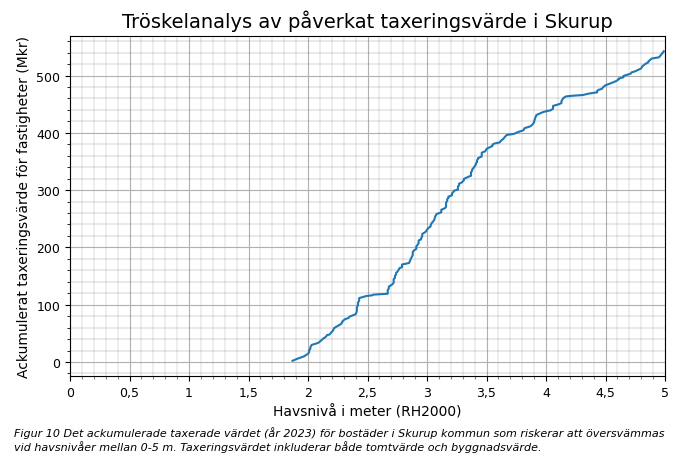 Tröskelanalys av påverkat taxeringsvärde i Skurup
Ackumulerat taxeringsvärde för fastigheter (Mkr)
500
400
300
200
100
0
0 0,5 1 1,5 2 2,5 3 3,5 4 4,5 5
Havsnivå i meter (RH2000)
Figur 10 Det ackumulerade taxerade värdet (år 2023) för bostäder i Skurup kommun som riskerar att översvämmas
vid havsnivåer mellan 0-5 m. Taxeringsvärdet inkluderar både tomtvärde och byggnadsvärde.